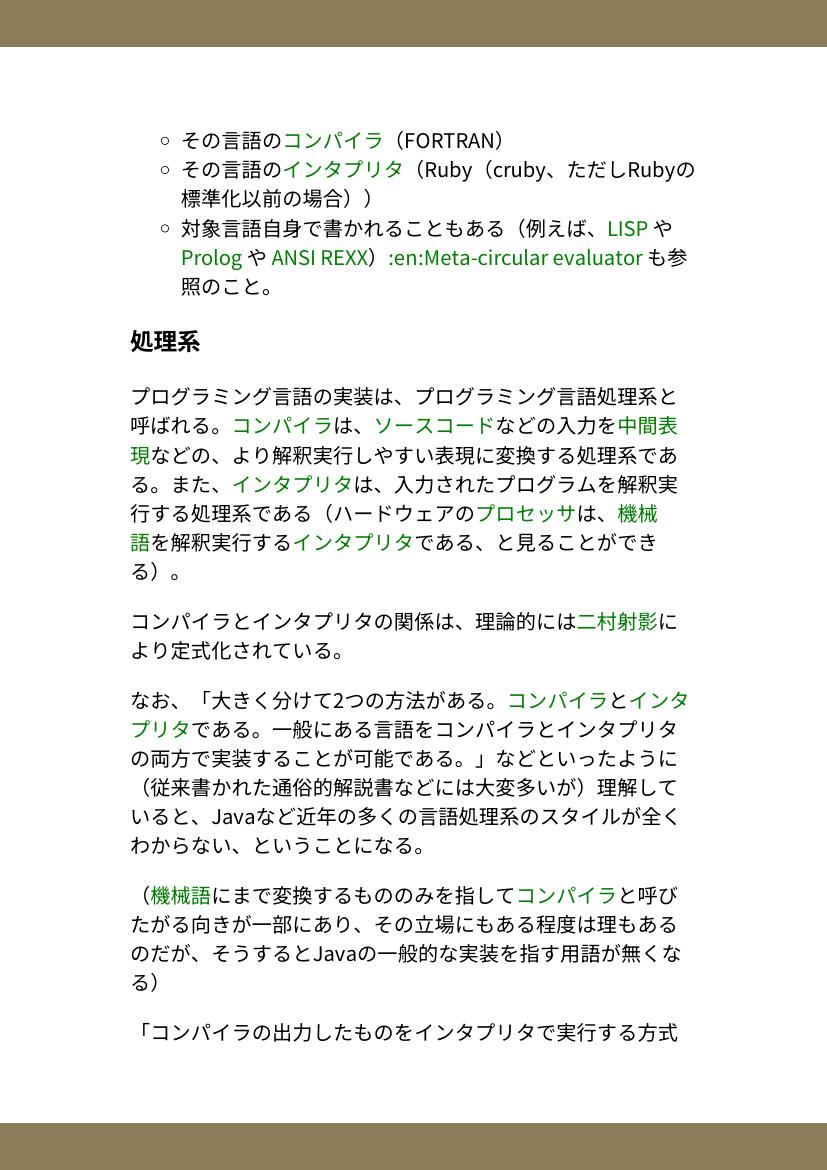 その言語のコンパイラ（FORTRAN）
その言語のインタプリタ（Ruby（cruby、ただしRubyの
標準化以前の場合））
対象言語自身で書かれることもある（例えば、LISP や
Prolog や ANSI REXX）:en:Meta-circular evaluator も参
照のこと。
処理系
プログラミング言語の実装は、プログラミング言語処理系と
呼ばれる。コンパイラは、ソースコードなどの入力を中間表
現などの、より解釈実行しやすい表現に変換する処理系であ
る。また、インタプリタは、入力されたプログラムを解釈実
行する処理系である（ハードウェアのプロセッサは、機械
語を解釈実行するインタプリタである、と見ることができ
る）。
コンパイラとインタプリタの関係は、理論的には二村射影に
より定式化されている。
なお、「大きく分けて2つの方法がある。コンパイラとインタ
プリタである。一般にある言語をコンパイラとインタプリタ
の両方で実装することが可能である。」などといったように
（従来書かれた通俗的解説書などには大変多いが）理解して
いると、Javaなど近年の多くの言語処理系のスタイルが全く
わからない、ということになる。
（機械語にまで変換するもののみを指してコンパイラと呼び
たがる向きが一部にあり、その立場にもある程度は理もある
のだが、そうするとJavaの一般的な実装を指す用語が無くな
る）
「コンパイラの出力したものをインタプリタで実行する方式